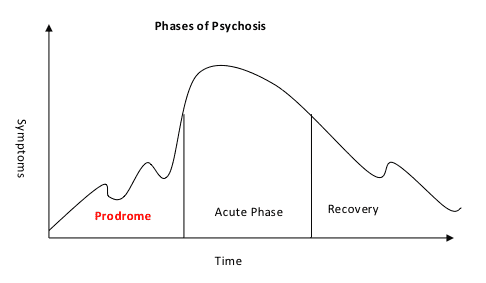 Phases of Psychosis
Symptoms
Prodrome
Acute Phase
Recovery
Time